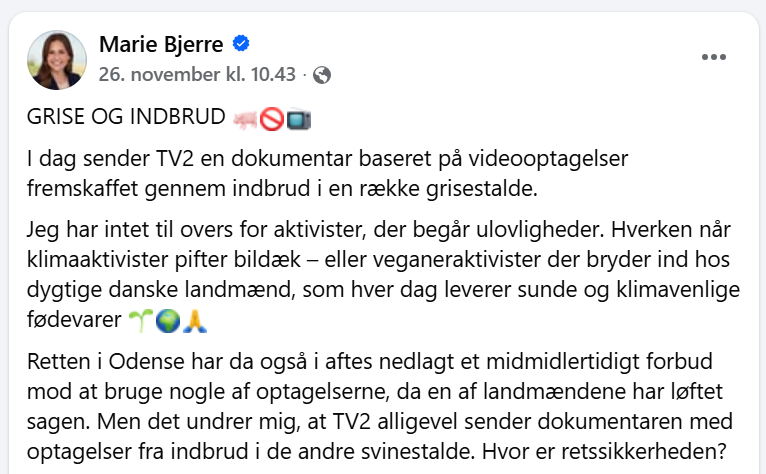 Marie Bjerre
26. november kl. 10.43 ·
GRISE OG INDBRUD 🐖🚫📺
I dag sender TV2 en dokumentar baseret på videooptagelser
fremskaffet gennem indbrud i en række grisestalde.
Jeg har intet til overs for aktivister, der begår ulovligheder. Hverken når
klimaaktivister pifter bildæk – eller veganeraktivister der bryder ind hos
dygtige danske landmænd, som hver dag leverer sunde og klimavenlige
fødevarer 🌱🌍🙏
Retten i Odense har da også i aftes nedlagt et midmidlertidigt forbud
mod at bruge nogle af optagelserne, da en af landmændene har løftet
sagen. Men det undrer mig, at TV2 alligevel sender dokumentaren med
optagelser fra indbrud i de andre svinestalde. Hvor er retssikkerheden?